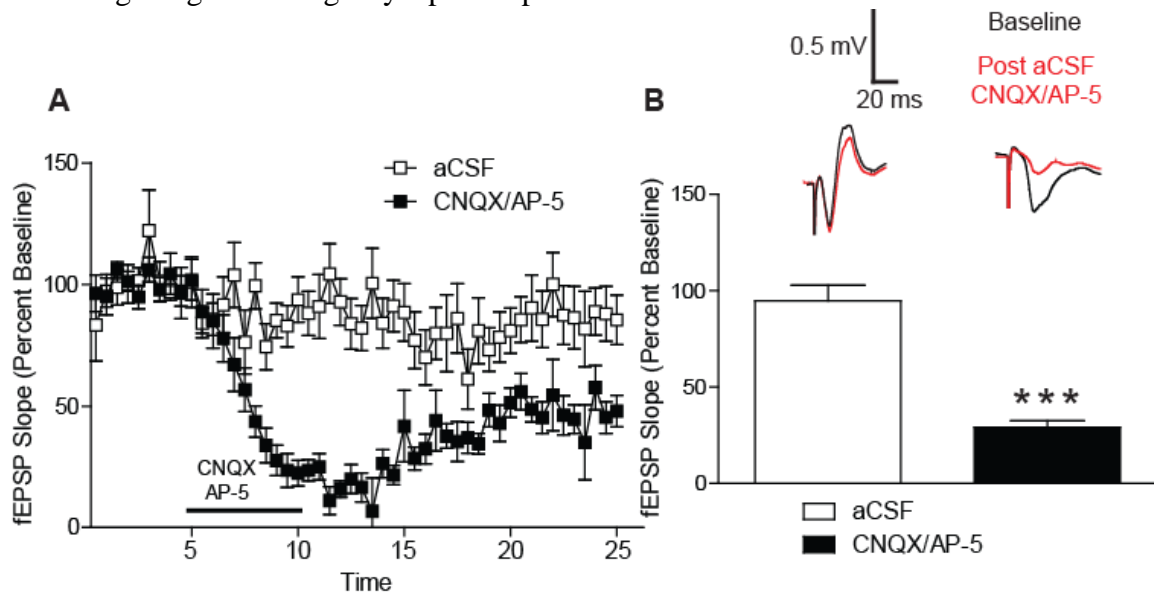 A
fEPSP Slope (Percent Baseline)
150
100
50
0
aCSF
CNQX/AP-5
CNQX
AP-5
5
10
15
20
25
Time
B
0.5 mV
20 ms
Baseline
Post aCSF
CNQX/AP-5
fEPSP Slope (Percent Baseline)
150
100
50
0
***
aCSF
CNQX/AP-5